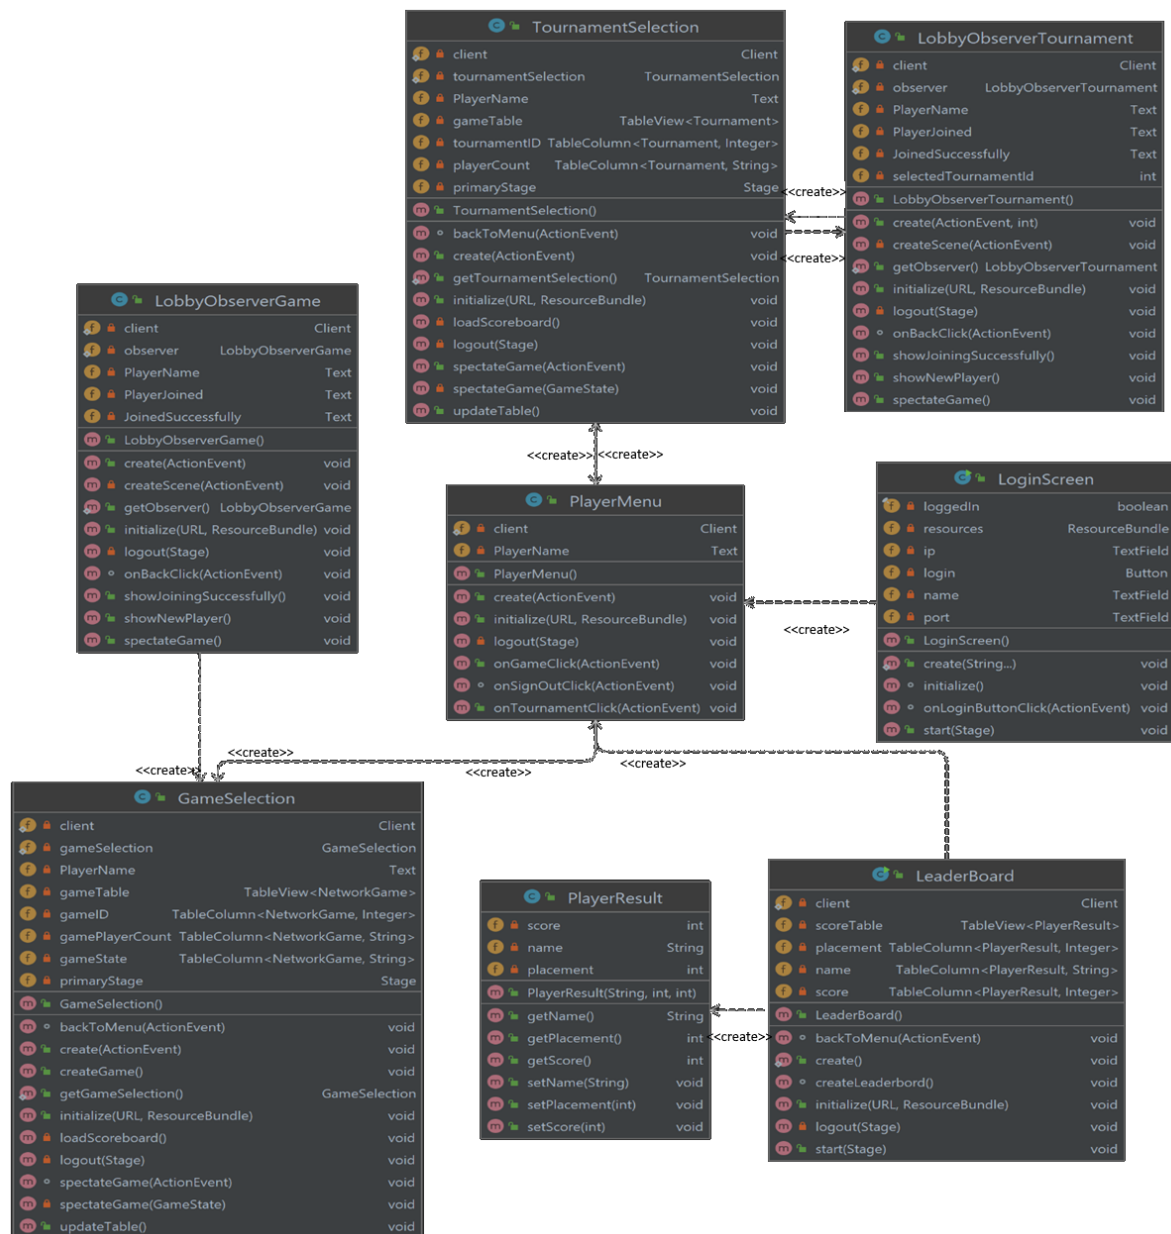 TournamentSelection
client Client
tournamentSelection TournamentSelection
PlayerName Text
gameTable TableView<Tournament>
tournamentID TableColumn<Tournament, Integer>
playerCount TableColumn<Tournament, String>
primaryStage Stage
TournamentSelection()
backToMenu(ActionEvent) void
create(ActionEvent) void
getTournamentSelection() TournamentSelection
initialize(URL, ResourceBundle) void
loadScoreboard() void
logout(Stage) void
spectateGame(ActionEvent) void
spectateGame(GameState) void
updateTable() void
LobbyObserverTournament
client Client
observer LobbyObserverTournament
PlayerName Text
PlayerJoined Text
JoinedSuccessfully Text
selectedTournamentId int
LobbyObserverTournament()
create(ActionEvent, int) void
createScene(ActionEvent) void
getObserver() LobbyObserverTournament
initialize(URL, ResourceBundle) void
logout(Stage) void
onBackClick(ActionEvent) void
showJoiningSuccessfully() void
showNewPlayer() void
spectateGame() void
<<create>>
<<create>>
LobbyObserverGame
client Client
observer LobbyObserverGame
PlayerName Text
PlayerJoined Text
JoinedSuccessfully Text
LobbyObserverGame()
create(ActionEvent) void
createScene(ActionEvent) void
getObserver() LobbyObserverGame
initialize(URL, ResourceBundle) void
logout(Stage) void
onBackClick(ActionEvent) void
showJoiningSuccessfully() void
showNewPlayer() void
spectateGame() void
<<create>> <<create>>
PlayerMenu
client Client
PlayerName Text
PlayerMenu()
create(ActionEvent) void
initialize(URL, ResourceBundle) void
logout(Stage) void
onGameClick(ActionEvent) void
onSignOutClick(ActionEvent) void
onTournamentClick(ActionEvent) void
<<create>>
LoginScreen
loggedIn boolean
resources ResourceBundle
ip TextField
login Button
name TextField
port TextField
LoginScreen()
create(String...) void
initialize() void
onLoginButtonClick(ActionEvent) void
start(Stage) void
<<create>>
<<create>>
<<create>>
<<create>>
GameSelection
client Client
gameSelection GameSelection
PlayerName Text
gameTable TableView<NetworkGame>
gameID TableColumn<NetworkGame, Integer>
gamePlayerCount TableColumn<NetworkGame, String>
gameState TableColumn<NetworkGame, String>
primaryStage Stage
GameSelection()
backToMenu(ActionEvent) void
create(ActionEvent) void
createGame() void
getGameSelection() GameSelection
initialize(URL, ResourceBundle) void
loadScoreboard() void
logout(Stage) void
spectateGame(ActionEvent) void
spectateGame(GameState) void
updateTable() void
PlayerResult
score int
name String
placement int
PlayerResult(String, int, int)
getName() String
getPlacement() int
getScore() int
setName(String) void
setPlacement(int) void
setScore(int) void
<<create>>
LeaderBoard
client Client
scoreTable TableView<PlayerResult>
placement TableColumn<PlayerResult, Integer>
name TableColumn<PlayerResult, String>
score TableColumn<PlayerResult, Integer>
LeaderBoard()
backToMenu(ActionEvent) void
create() void
createLeaderbord() void
initialize(URL, ResourceBundle) void
logout(Stage) void
start(Stage) void